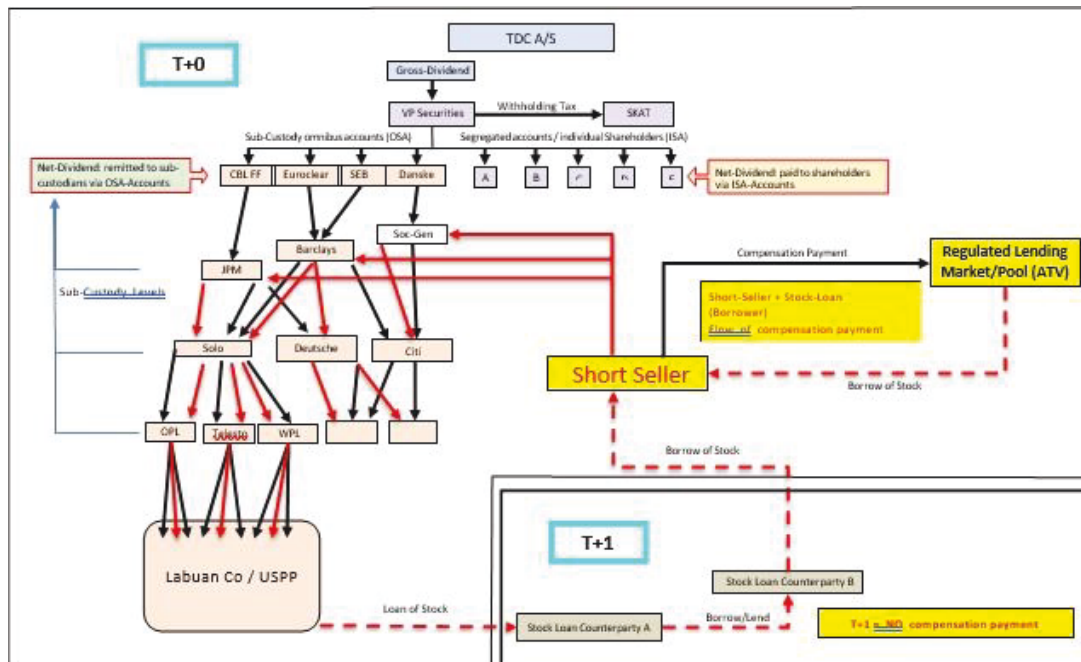 TDC A/S
T+0
Gross-Dividend
VP Securities
Withholding Tax
SKAT
Sub-Custody omnibus accounts (OSA)
Segregated accounts / individual Shareholders (ISA)
Net-Dividend: remitted to sub-
custodians via OSA-Accounts
CBL FF
Euroclear
SEB
Danske
A
B
Net-Dividend: paid to shareholders
via ISA-Accounts
Soc-Gen
Barclays
JPM
Compensation Payment
Regulated Lending
Market/Pool (ATV)
Sub-Custody Levels
Short-Seller + Stock-Loan
(Borrower)
Flow of compensation payment
Solo
Deutsche
Citi
Short Seller
Borrow of Stock
OPL
Telesto
WPL
Borrow of Stock
T+1
Labuan Co / USPP
Stock Loan Counterparty B
Loan of Stock
Stock Loan Counterparty A
Borrow/Lend
T+1 = NO compensation payment